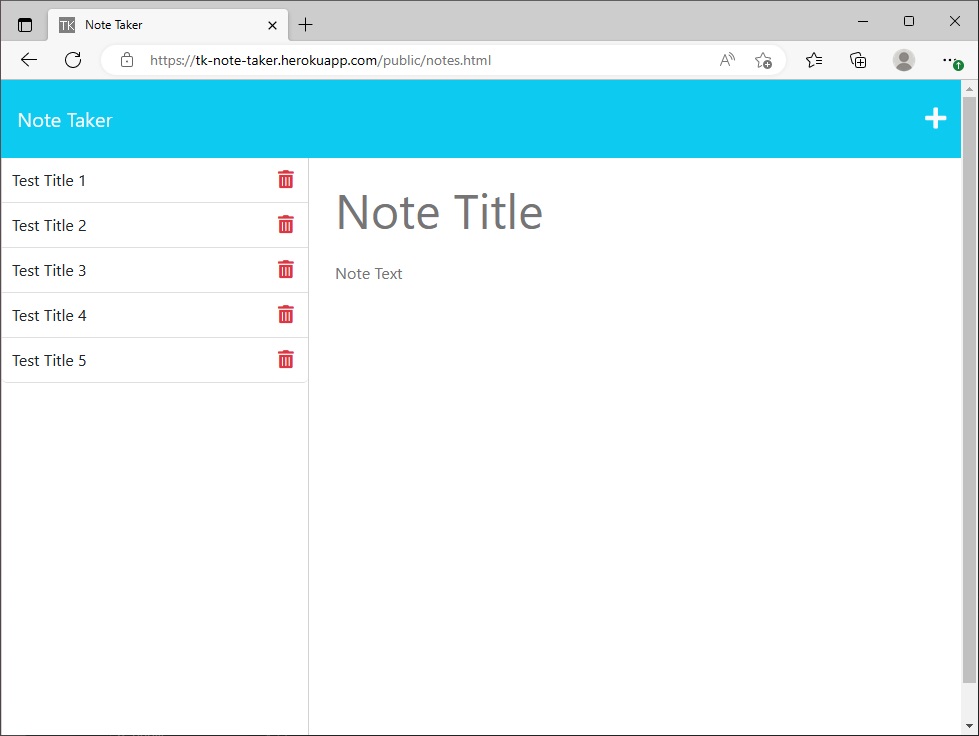 TK Note Taker
https://tk-note-taker.herokuapp.com/public/notes.html
Note Taker
Test Title 1
Test Title 2
Test Title 3
Test Title 4
Test Title 5
Note Title
Note Text